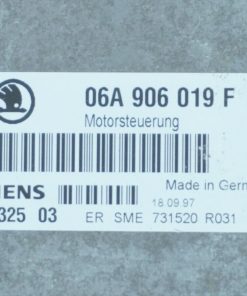 06A 906 019 F
Motorsteuerung
Made in Germ
ENS
18.09.97
325 03
ER SME 731520 R031